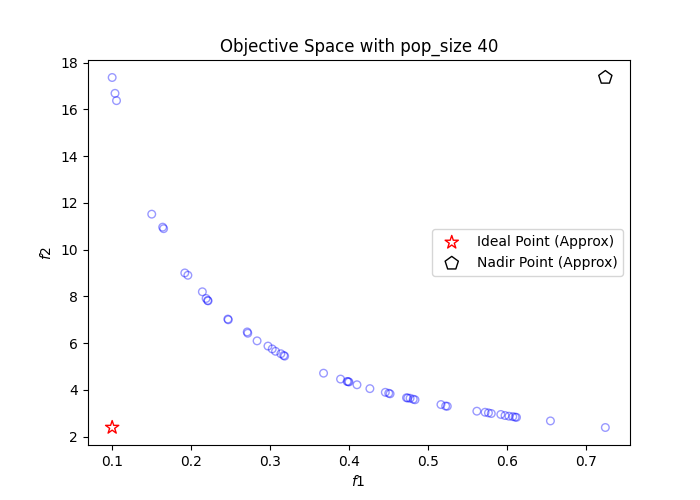 Objective Space with pop_size 40
18
16
14
12
10
8
6
4
2
f2
Ideal Point (Approx)
Nadir Point (Approx)
0.1 0.2 0.3 0.4 0.5 0.6 0.7
f1